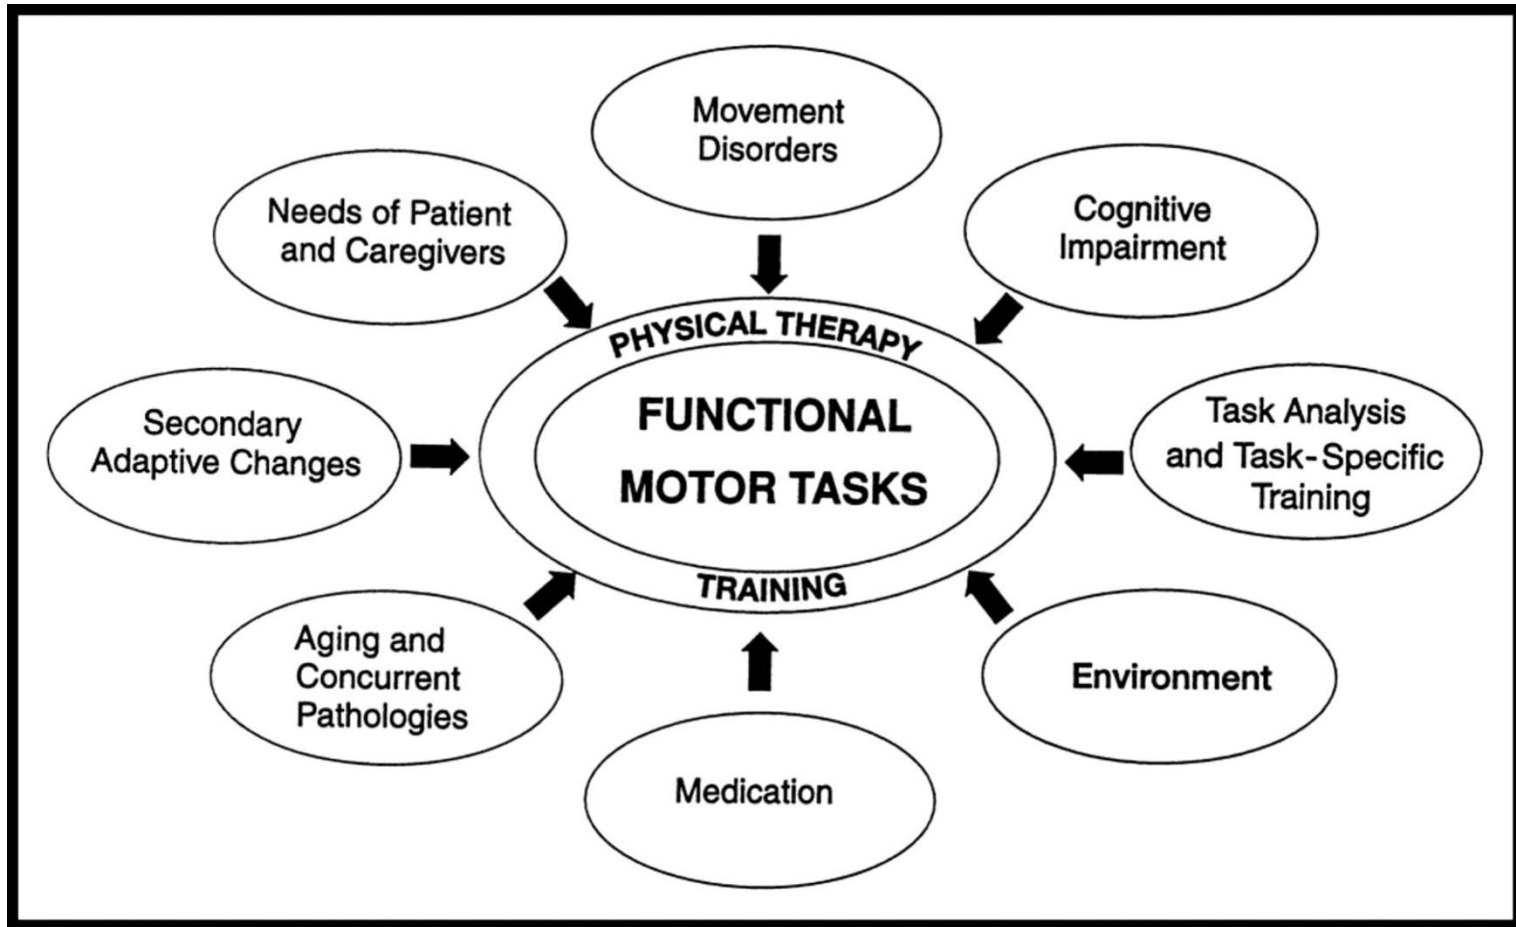 Movement
Disorders
Needs of Patient
and Caregivers
Cognitive
Impairment
PHYSICAL THERAPY
FUNCTIONAL
MOTOR TASKS
TRAINING
Secondary
Adaptive Changes
Task Analysis
and Task-Specific
Training
Aging and
Concurrent
Pathologies
Environment
Medication